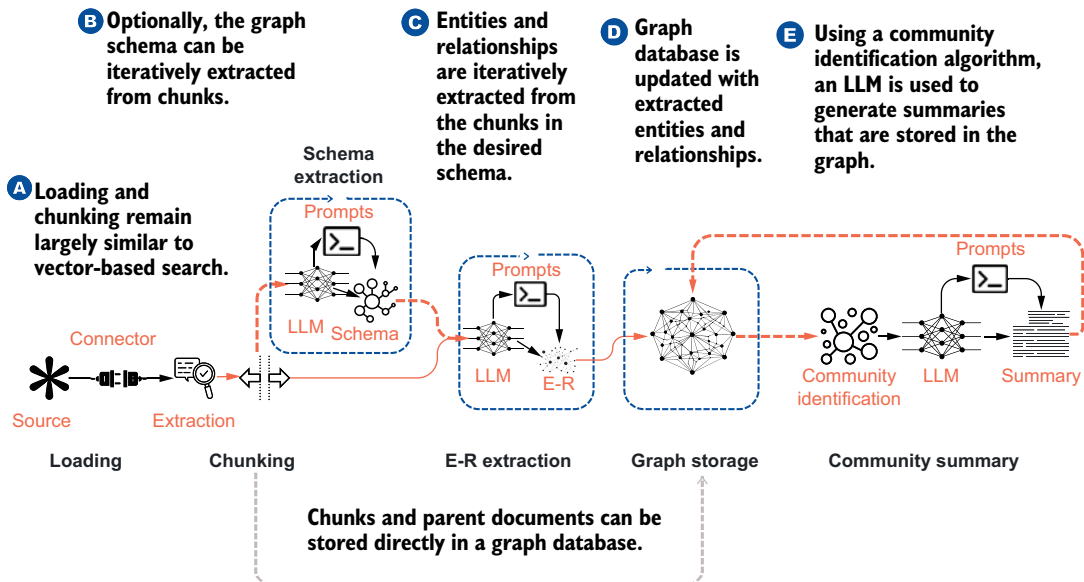 B Optionally, the graph
schema can be
iteratively extracted
from chunks.
C Entities and
relationships
are iteratively
extracted from
the chunks in
the desired
schema.
D Graph
database is
updated with
extracted
entities and
relationships.
E Using a community
identification algorithm,
an LLM is used to
generate summaries
that are stored in the
graph.
A Loading and
chunking remain
largely similar to
vector-based search.
Schema
extraction
Prompts
LLM
Schema
Prompts
LLM
E-R
Prompts
Community
identification
LLM
Summary
Connector
Source
Extraction
Loading
Chunking
E-R extraction
Graph storage
Community summary
Chunks and parent documents can be
stored directly in a graph database.